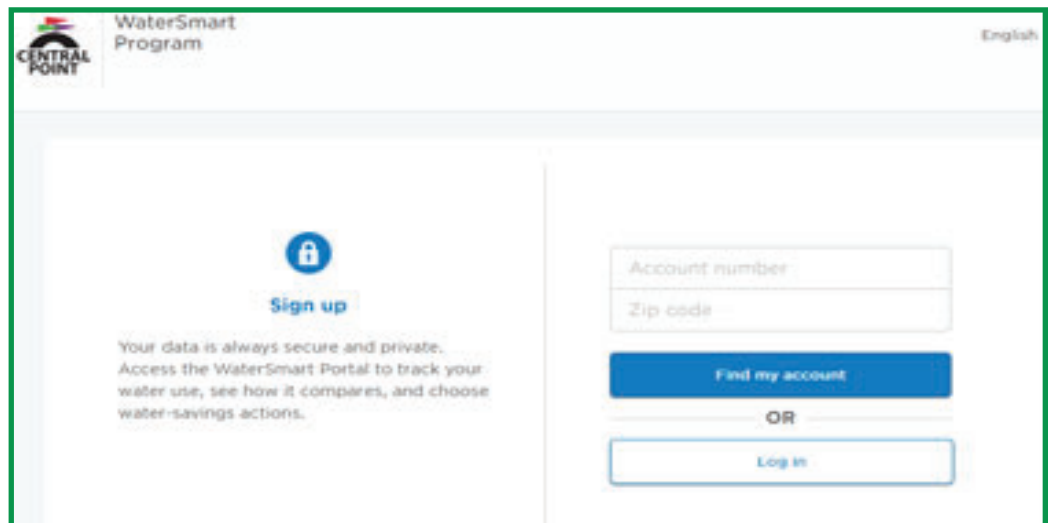 WaterSmart
Program
CENTRAL
POINT
English
Sign up
Your data is always secure and private.
Access the WaterSmart Portal to track your
water use, see how it compares, and choose
water-savings actions.
Account number
Zip code
Find my account
OR
Log in